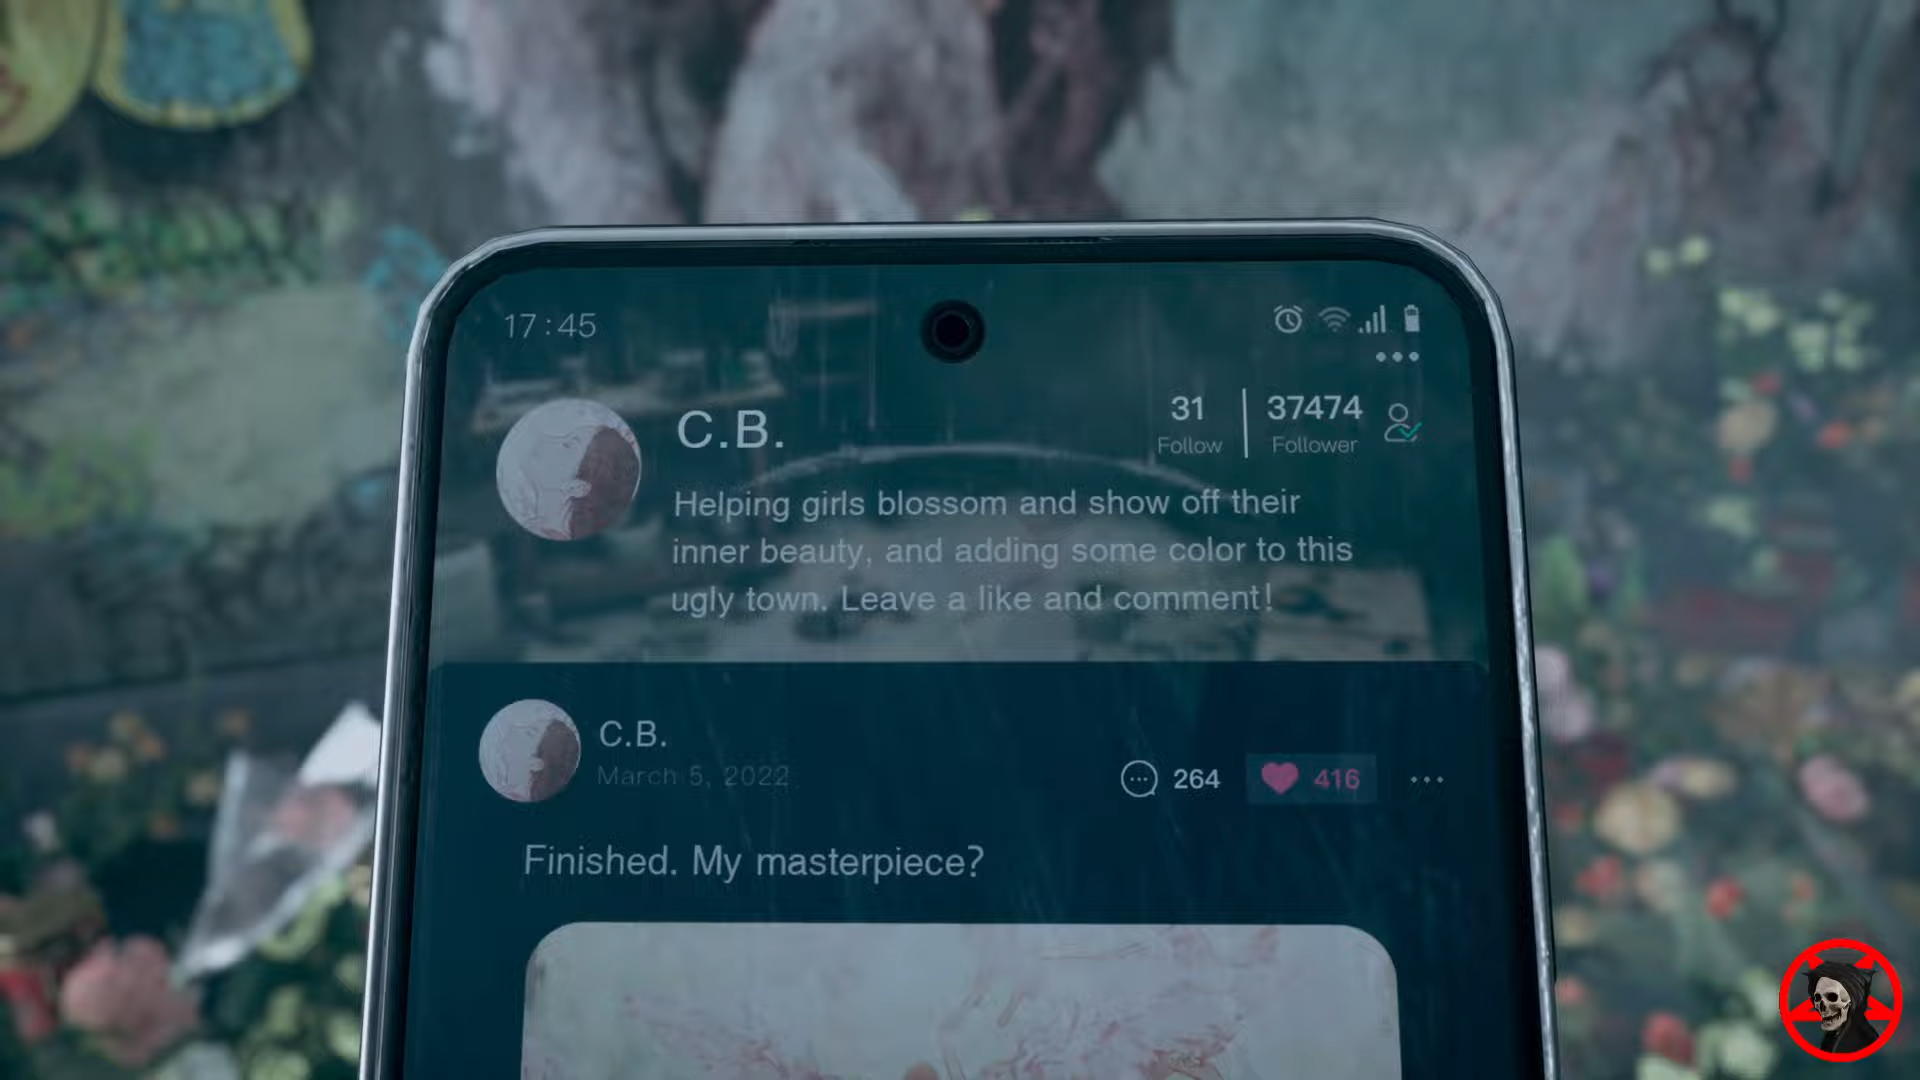 17:45
C.B.
31
Follow
37474
Follower
Helping girls blossom and show off their
inner beauty, and adding some color to this
ugly town. Leave a like and comment!
C.B.
March 5, 2022
264
416
Finished. My masterpiece?